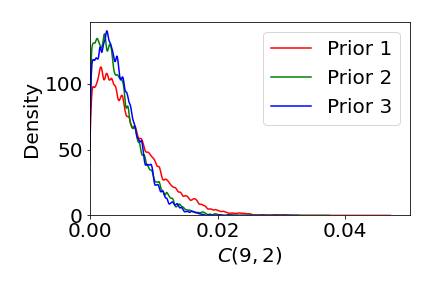 Prior 1
Prior 2
Prior 3
Density
100
50
0
0.00
0.02
0.04
C(9, 2)